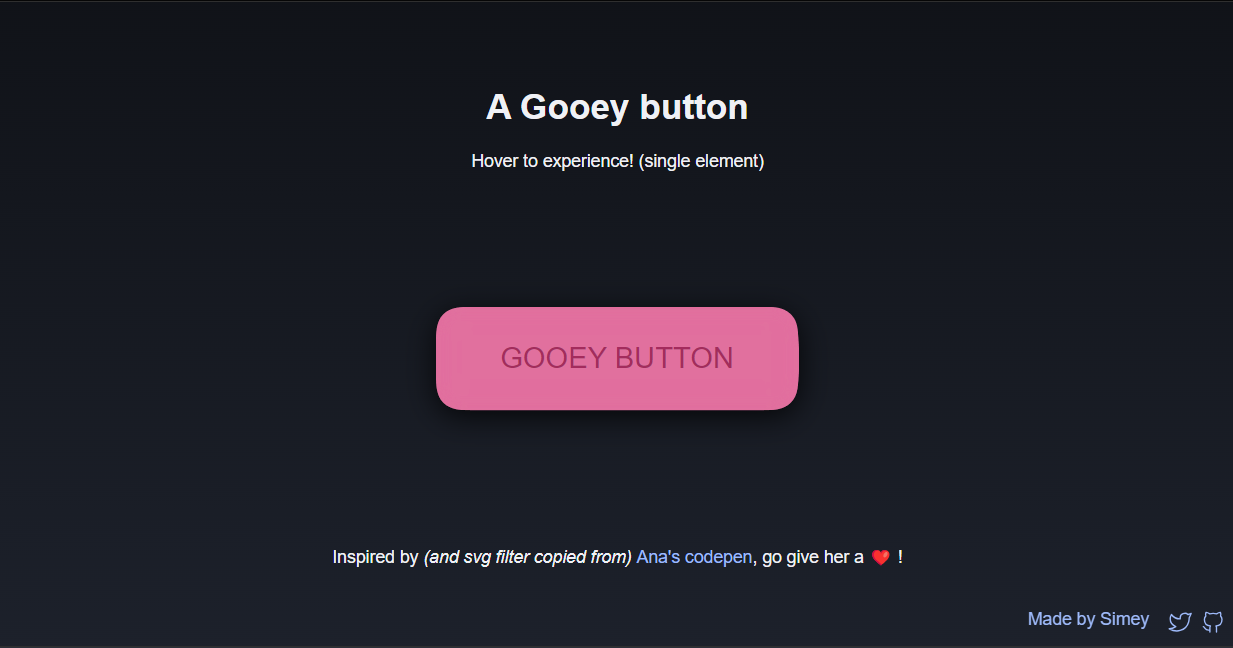 A Gooey button
Hover to experience! (single element)
GOOEY BUTTON
Inspired by (and svg filter copied from) Ana's codepen, go give her a ❤️ !
Made by Simey